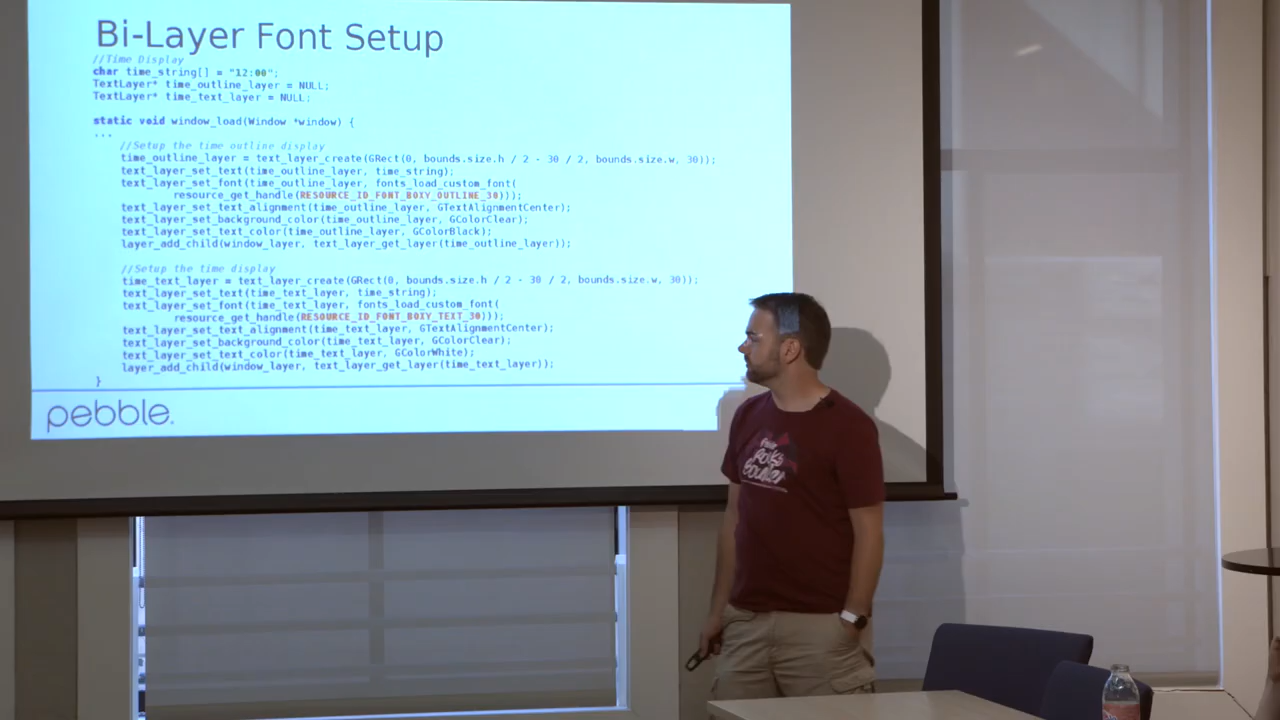 Bi-Layer Font Setup
//Time Display
char time_string[] = "12:00";
TextLayer* time_outline_layer = NULL;
TextLayer* time_text_layer = NULL;
static void window_load(Window *window) {
...
//Setup the time outline display
time_outline_layer = text_layer_create(GRect(0, bounds.size.h / 2 - 30 / 2, bounds.size.w, 30));
text_layer_set_text(time_outline_layer, time_string);
text_layer_set_font(time_outline_layer, fonts_load_custom_font(
resource_get_handle(RESOURCE_ID_FONT_BOXY_OUTLINE_30)));
text_layer_set_text_alignment(time_outline_layer, GTextAlignmentCenter);
text_layer_set_background_color(time_outline_layer, GColorClear);
text_layer_set_text_color(time_outline_layer, GColorBlack);
layer_add_child(window_layer, text_layer_get_layer(time_outline_layer));
//Setup the time display
time_text_layer = text_layer_create(GRect(0, bounds.size.h / 2 - 30 / 2, bounds.size.w, 30));
text_layer_set_text(time_text_layer, time_string);
text_layer_set_font(time_text_layer, fonts_load_custom_font(
resource_get_handle(RESOURCE_ID_FONT_BOXY_TEXT_30)));
text_layer_set_text_alignment(time_text_layer, GTextAlignmentCenter);
text_layer_set_background_color(time_text_layer, GColorClear);
text_layer_set_text_color(time_text_layer, GColorWhite);
layer_add_child(window_layer, text_layer_get_layer(time_text_layer));
}
pebble.
Rocks
Boulder